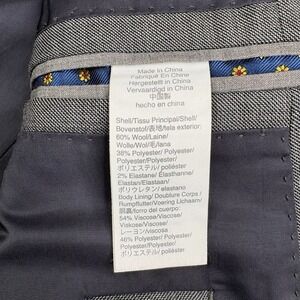 Made in China
Fabriqué En Chine
Hergestellt in China
Vervaardigd in China
中国製
hecho en china
Shell/Tissu Principal/Shell/
Bovenstof/表地/tela exterior:
60% Wool/Laine/
Wolle/Wol/毛/lana
38% Polyester/Polyester/
Polyester/Polyester/
ポリエステル/poliéster
2% Elastane/Élasthanne/
Elastan/Elastaan/
ポリウレタン/elastano
Body Lining/Doublure Corps/
Rumpffutter/Voering Lichaam/
胴裏/forro del cuerpo:
54% Viscose/Viscose/
Viskose/Viscose/
レーヨン/viscosa
46% Polyester/Polyester/
Polyester/Polyester/
ポリエステル/poliéster